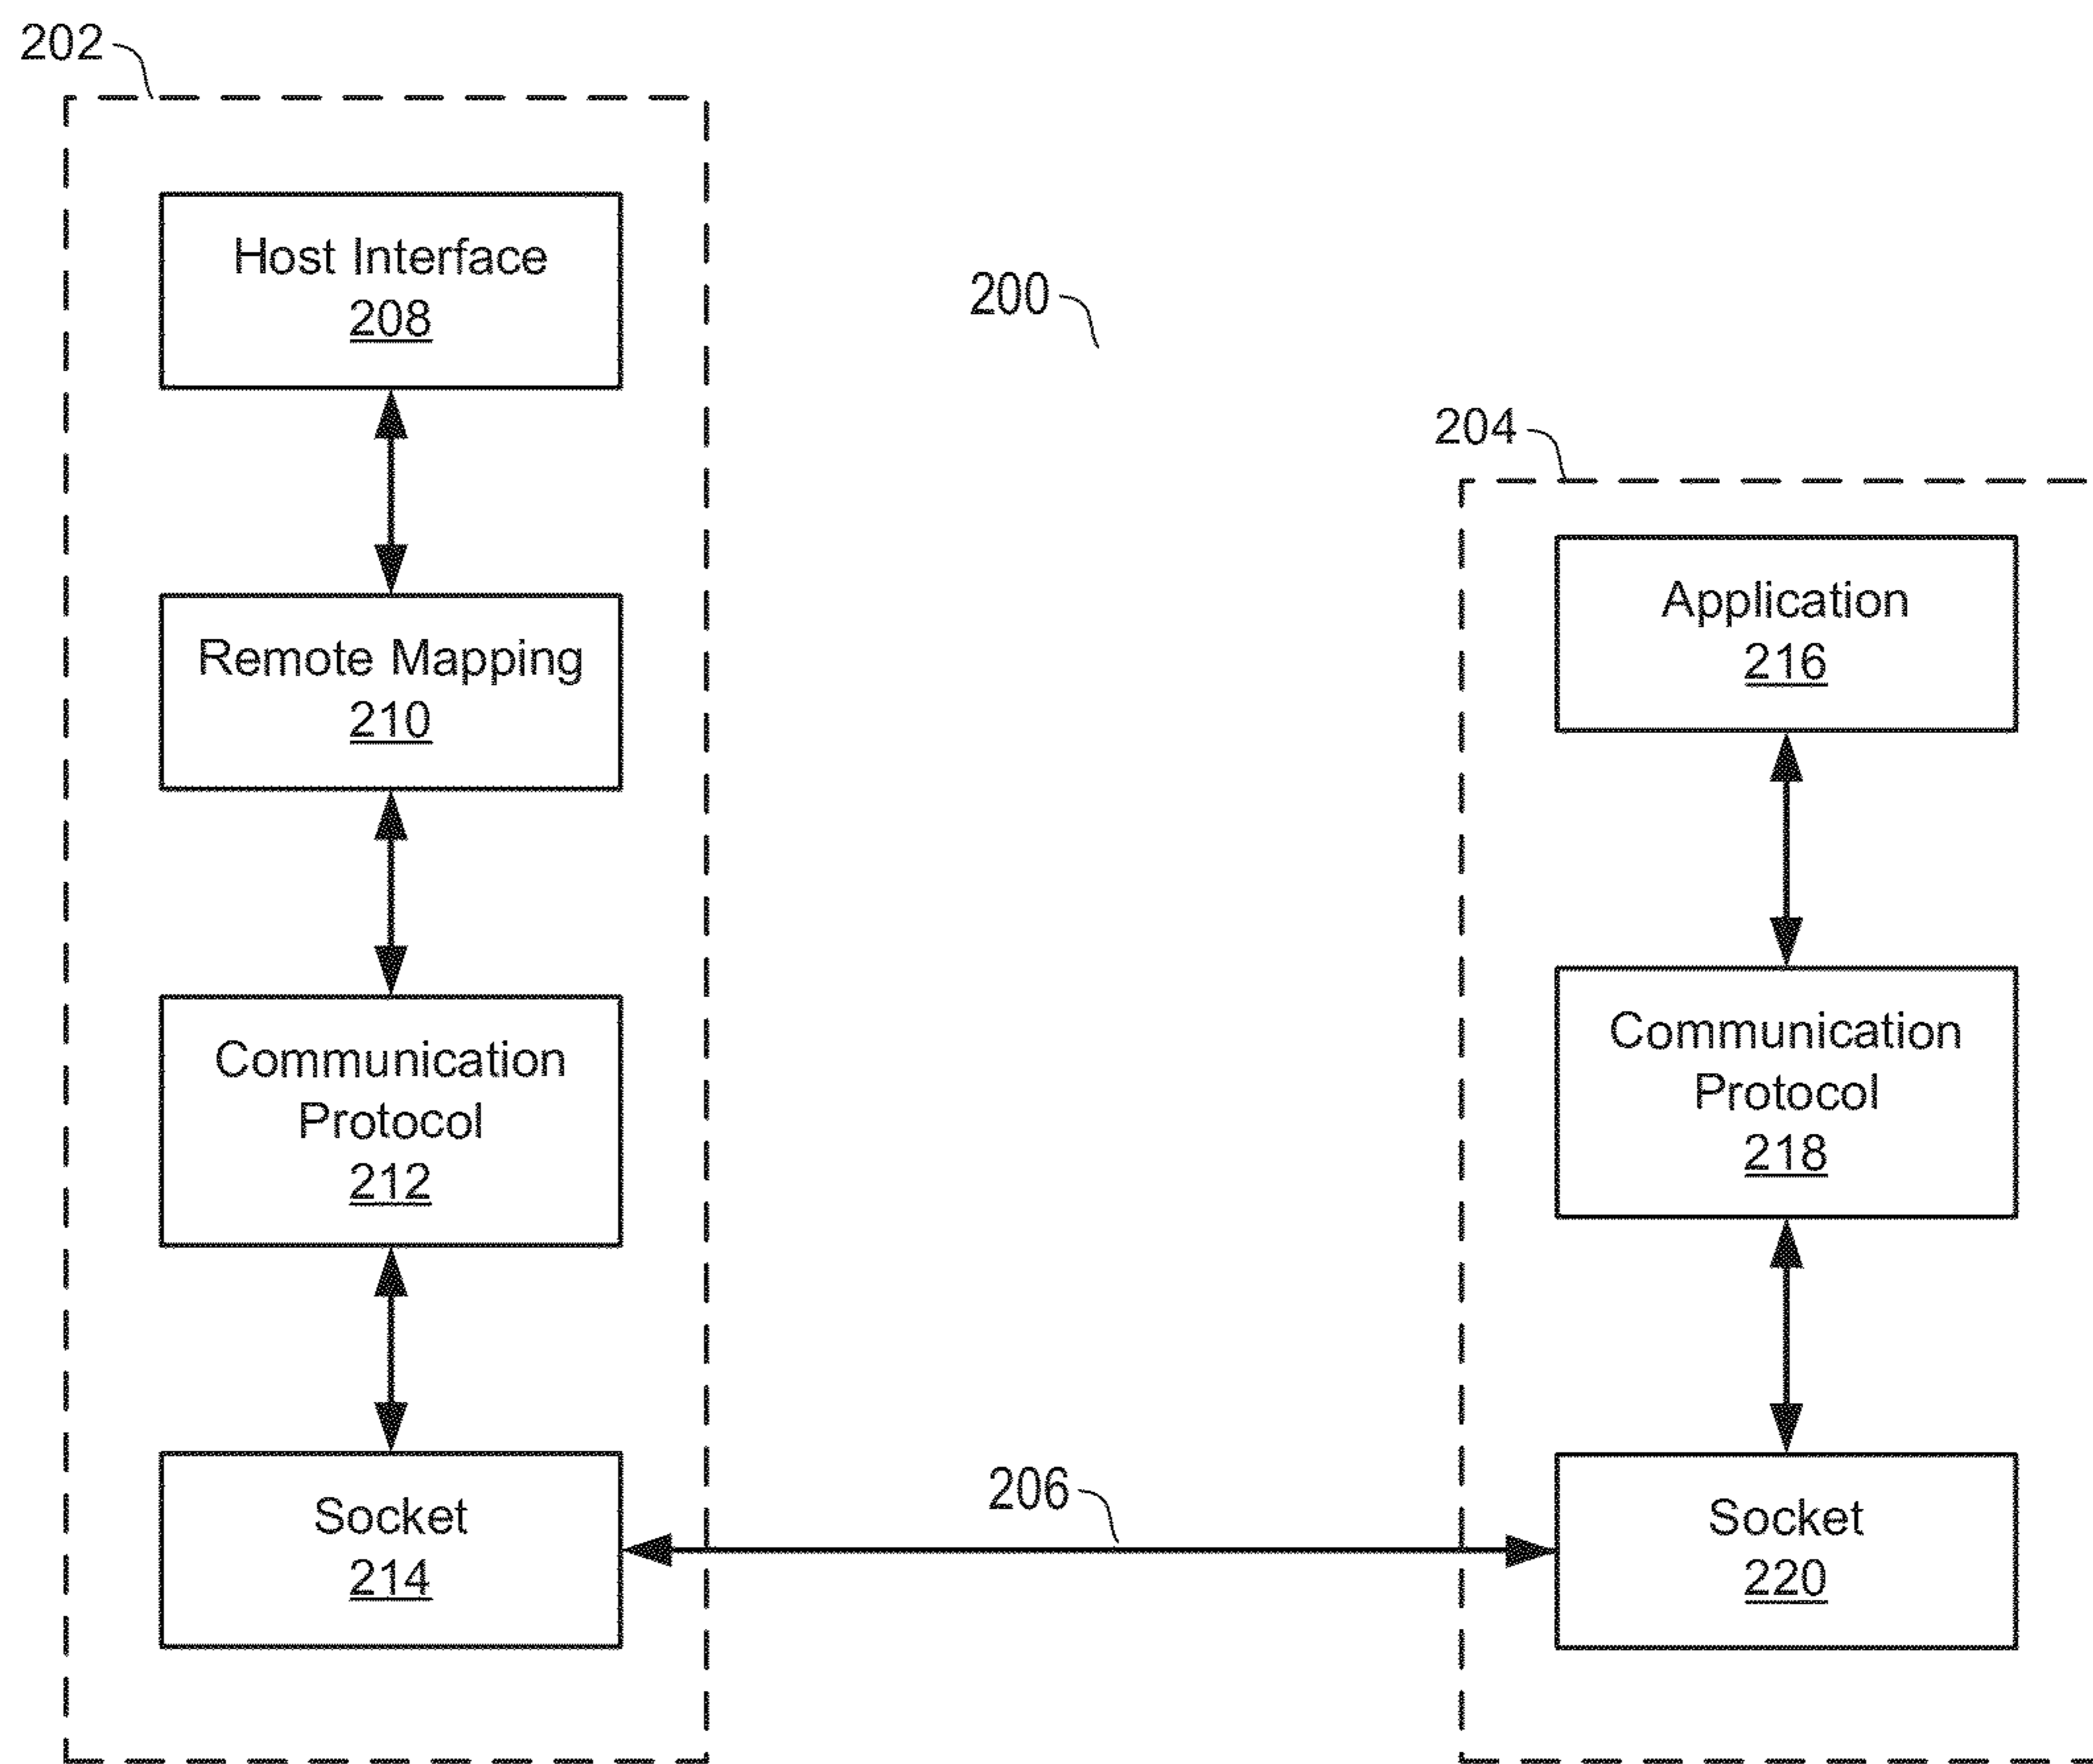 202
Host Interface
208
200
204
Remote Mapping
210
Application
216
Communication
Protocol
212
Communication
Protocol
218
206
Socket
214
Socket
220